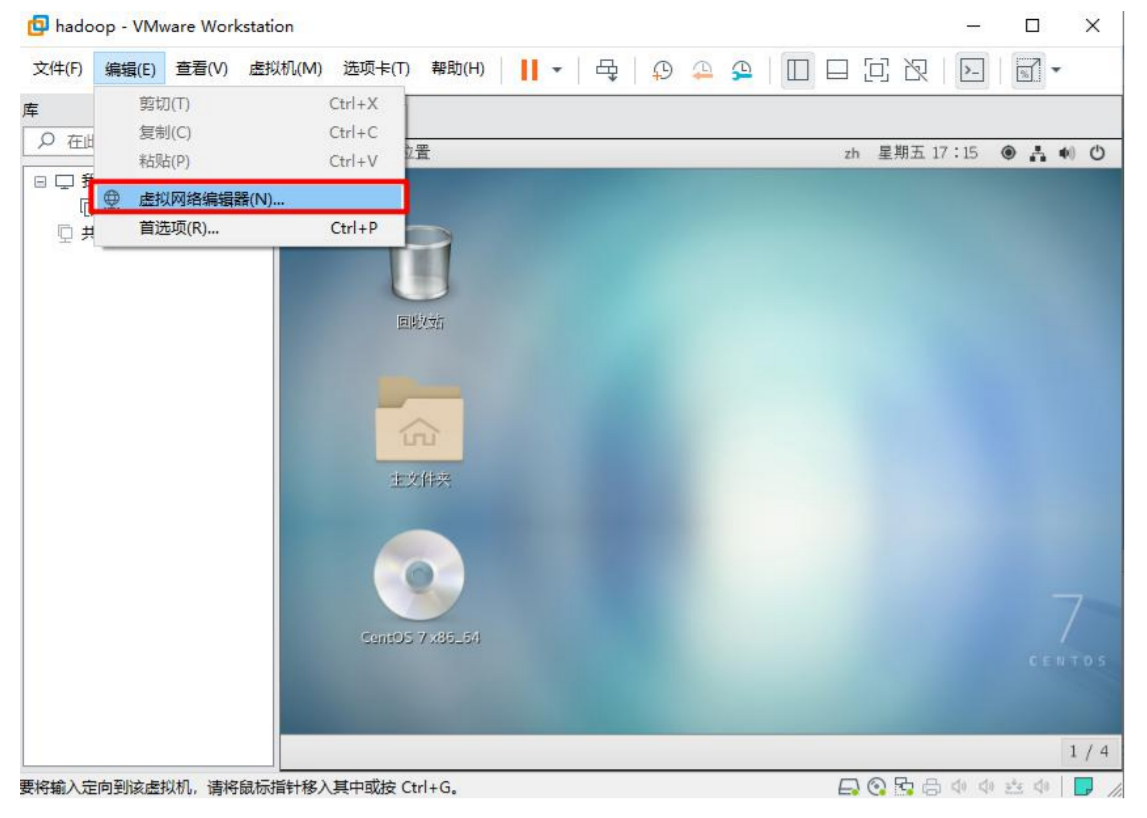 hadoop - VMware Workstation
文件(F) 编辑(E) 查看(V) 虚拟机(M) 选项卡(T) 帮助(H)
库
剪切(T) Ctrl+X
在此
复制(C) Ctrl+C
位置 zh 星期五 17：15
粘贴(P) Ctrl+V
虚拟网络编辑器(N)...
首选项(R)... Ctrl+P
回收站
主文件夹
CentOS 7 x86_64
7
CENTOS
1 / 4
要将输入定向到该虚拟机，请将鼠标指针移入其中或按 Ctrl+G。